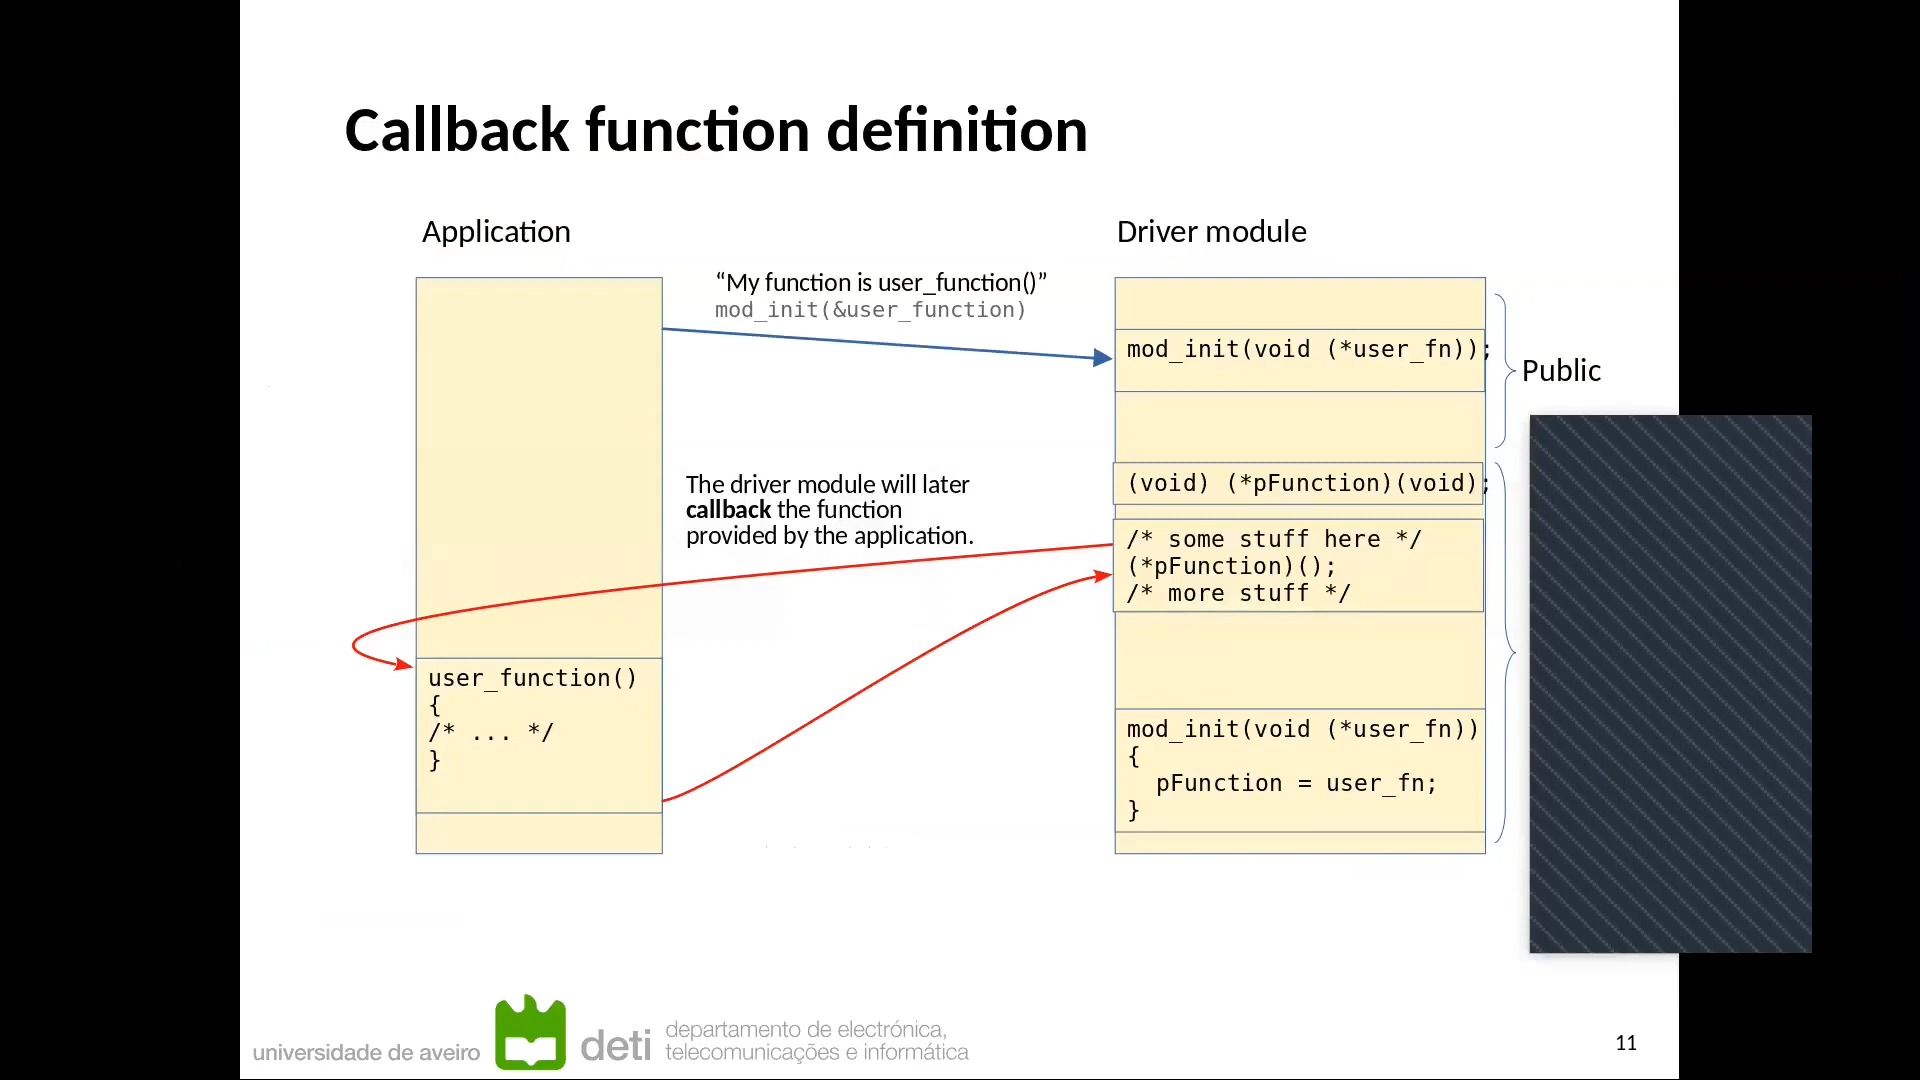 Callback function definition
Application
Driver module
“My function is user_function()”
mod_init(&user_function)
mod_init(void (*user_fn));
Public
The driver module will later
callback the function
provided by the application.
(void) (*pFunction)(void);
/* some stuff here */
(*pFunction)();
/* more stuff */
user_function()
{
/* ... */
}
mod_init(void (*user_fn))
{
pFunction = user_fn;
}
universidade de aveiro
deti
departamento de electrónica,
telecomunicações e informática
11